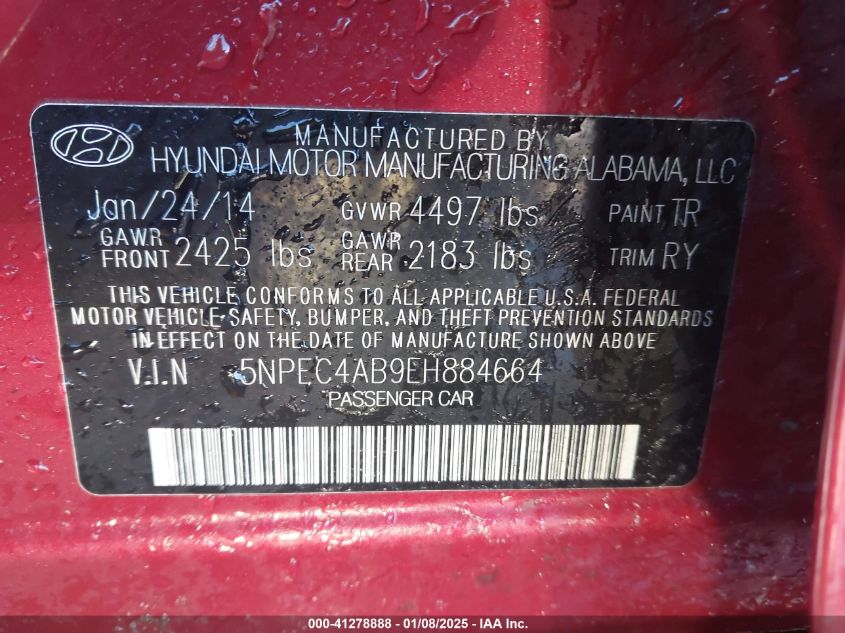 MANUFACTURED BY
HYUNDAI MOTOR MANUFACTURING ALABAMA, LLC
Jan/24/14 GVWR 4497 lbs PAINT TR
GAWR FRONT 2425 lbs GAWR REAR 2183 lbs TRIM RY
THIS VEHICLE CONFORMS TO ALL APPLICABLE U.S.A. FEDERAL
MOTOR VEHICLE SAFETY, BUMPER, AND THEFT PREVENTION STANDARDS
IN EFFECT ON THE DATE OF MANUFACTURE SHOWN ABOVE
V.I.N 5NPEC4AB9EH884664
PASSENGER CAR
000-41278888 - 01/08/2025 - IAA Inc.